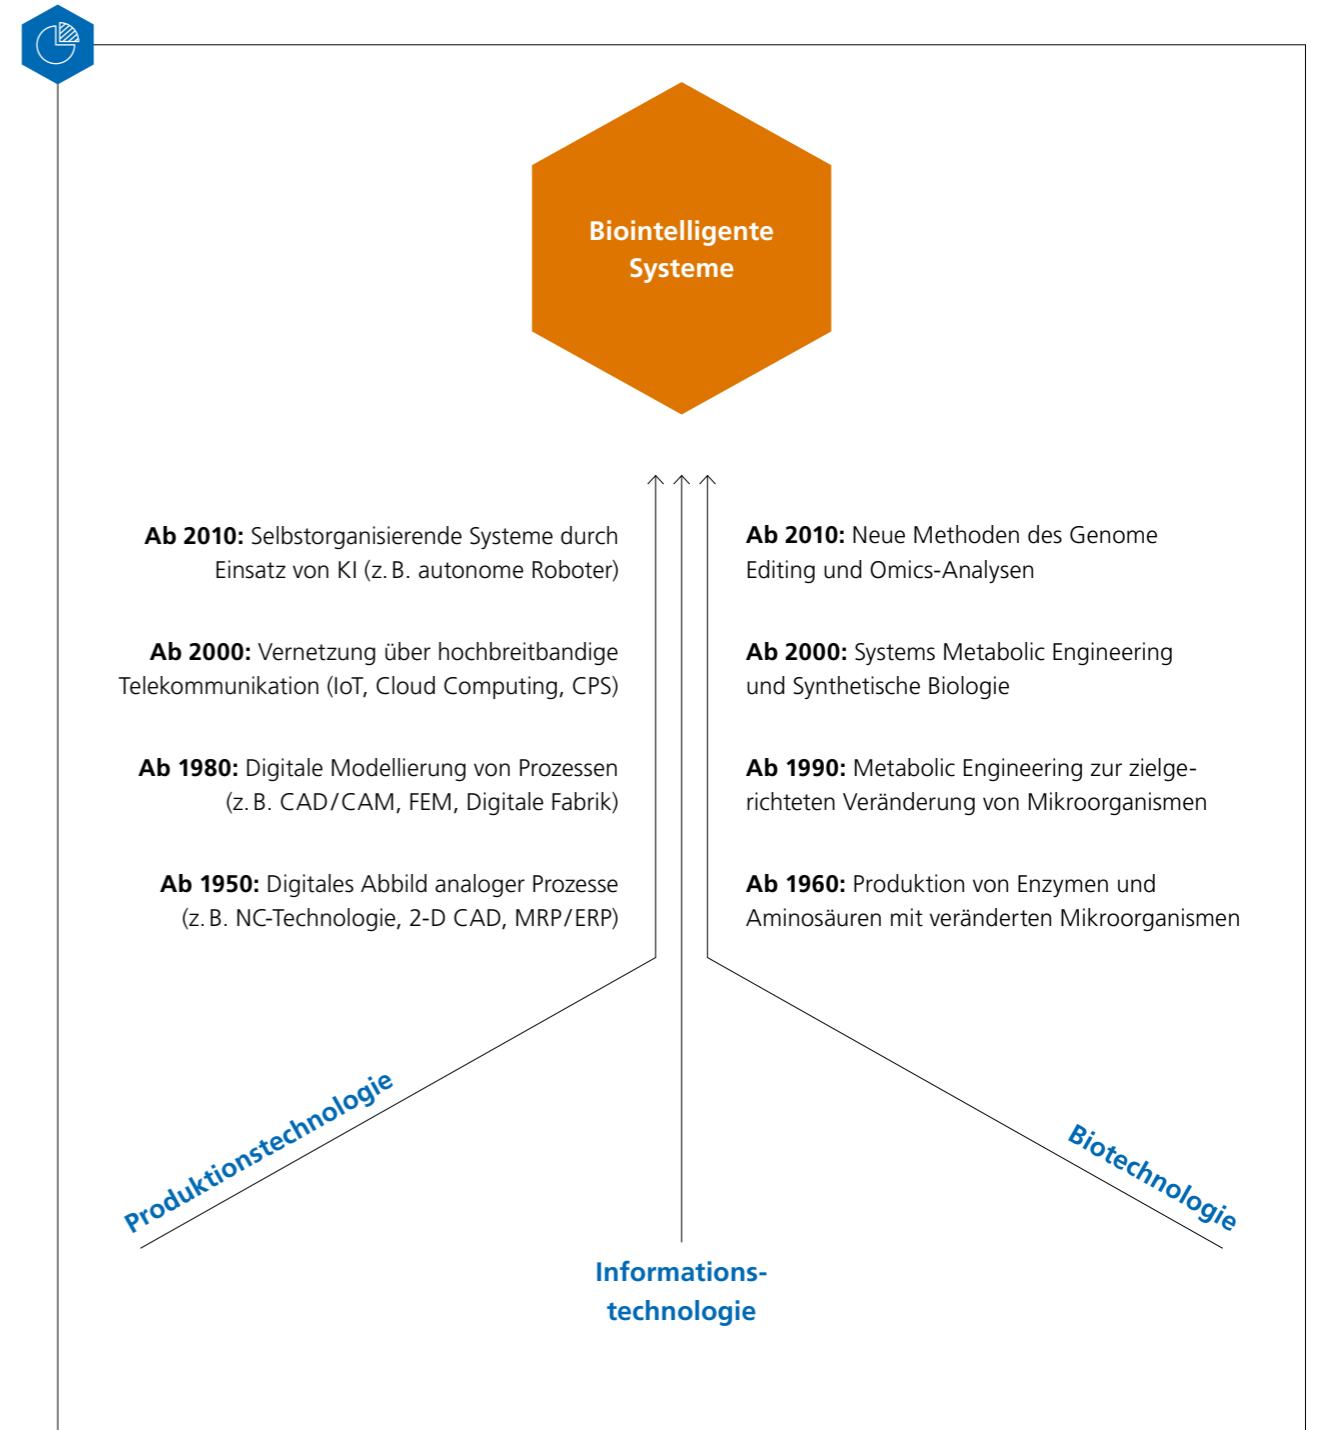 Biointelligente
Systeme
Ab 2010: Selbstorganisierende Systeme durch
Einsatz von KI (z. B. autonome Roboter)
Ab 2000: Vernetzung über hochbreitbandige
Telekommunikation (IoT, Cloud Computing, CPS)
Ab 1980: Digitale Modellierung von Prozessen
(z. B. CAD/CAM, FEM, Digitale Fabrik)
Ab 1950: Digitales Abbild analoger Prozesse
(z. B. NC-Technologie, 2-D CAD, MRP/ERP)
Ab 2010: Neue Methoden des Genome
Editing und Omics-Analysen
Ab 2000: Systems Metabolic Engineering
und Synthetische Biologie
Ab 1990: Metabolic Engineering zur zielge-
richteten Veränderung von Mikroorganismen
Ab 1960: Produktion von Enzymen und
Aminosäuren mit veränderten Mikroorganismen
Produktionstechnologie
Informations-
technologie
Biotechnologie